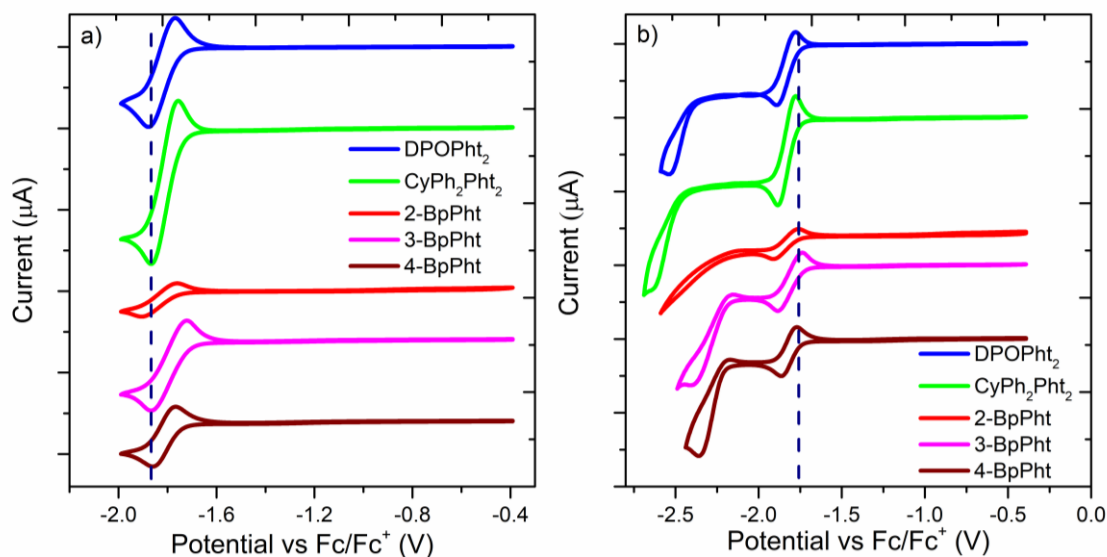 a)
Current (μA)
DPOPht₂
CyPh₂Pht₂
2-BpPht
3-BpPht
4-BpPht
-2.0 -1.6 -1.2 -0.8 -0.4
Potential vs Fc/Fc⁺ (V)
b)
Current (μA)
DPOPht₂
CyPh₂Pht₂
2-BpPht
3-BpPht
4-BpPht
-2.5 -2.0 -1.5 -1.0 -0.5 0.0
Potential vs Fc/Fc⁺ (V)